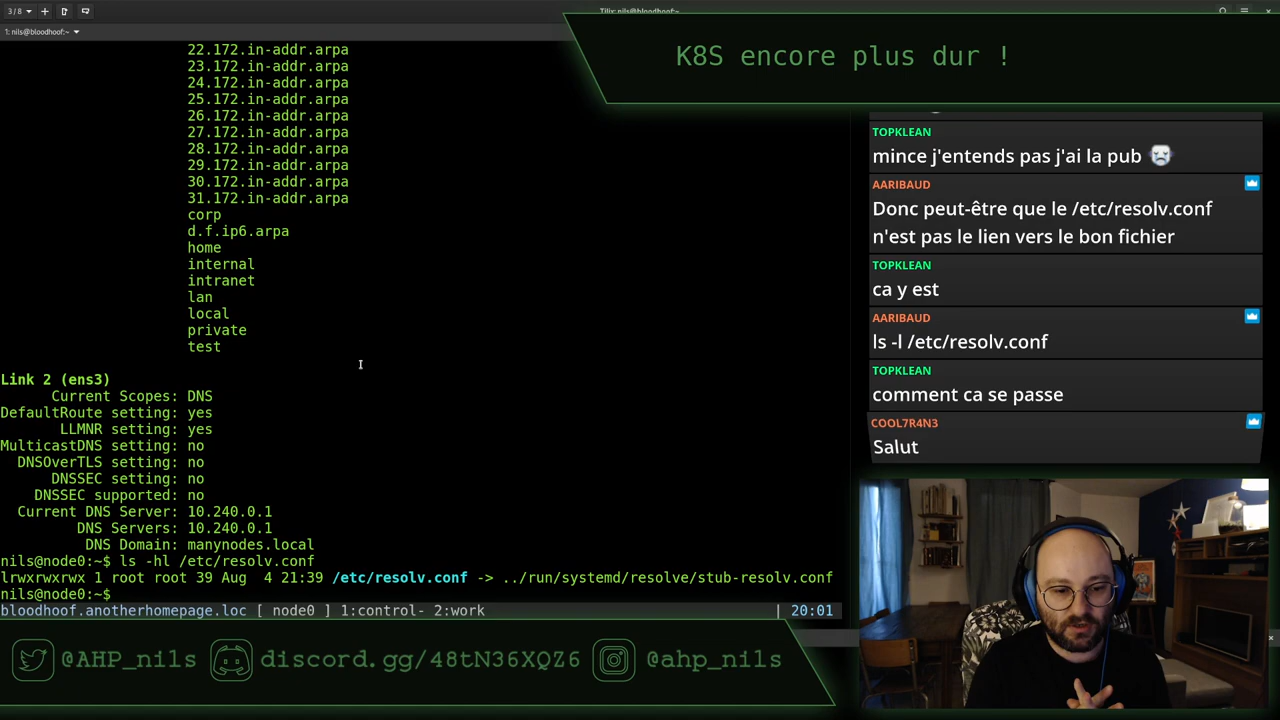 3/8
Tilix: nils@bloodhoof:~
1: nils@bloodhoof:~
K8S encore plus dur !
22.172.in-addr.arpa
23.172.in-addr.arpa
24.172.in-addr.arpa
25.172.in-addr.arpa
26.172.in-addr.arpa
27.172.in-addr.arpa
28.172.in-addr.arpa
29.172.in-addr.arpa
30.172.in-addr.arpa
31.172.in-addr.arpa
corp
d.f.ip6.arpa
home
internal
intranet
lan
local
private
test
Link 2 (ens3)
Current Scopes: DNS
DefaultRoute setting: yes
LLMNR setting: yes
MulticastDNS setting: no
DNSOverTLS setting: no
DNSSEC setting: no
DNSSEC supported: no
Current DNS Server: 10.240.0.1
DNS Servers: 10.240.0.1
DNS Domain: manynodes.local
nils@node0:~$ ls -hl /etc/resolv.conf
lrwxrwxrwx 1 root root 39 Aug  4 21:39 /etc/resolv.conf -> ../run/systemd/resolve/stub-resolv.conf
nils@node0:~$
bloodhoof.anotherhomepage.loc [ node0 ] 1:control- 2:work | 20:01
TOPKLEAN
mince j'entends pas j'ai la pub
AARIBAUD
Donc peut-être que le /etc/resolv.conf
n'est pas le lien vers le bon fichier
TOPKLEAN
ca y est
AARIBAUD
ls -l /etc/resolv.conf
TOPKLEAN
comment ca se passe
COOL7R4N3
Salut
@AHP_nils discord.gg/48tN36XQZ6 @ahp_nils